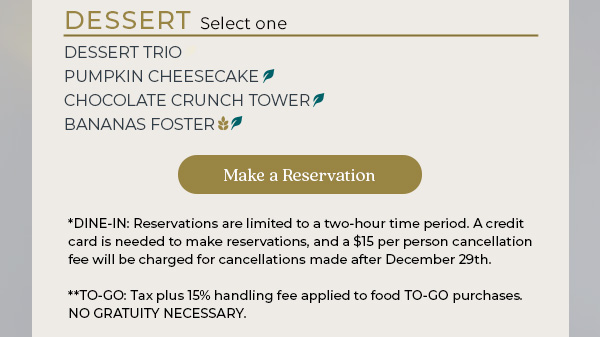 DESSERT Select one
DESSERT TRIO
PUMPKIN CHEESECAKE
CHOCOLATE CRUNCH TOWER
BANANAS FOSTER
Make a Reservation
*DINE-IN: Reservations are limited to a two-hour time period. A credit
card is needed to make reservations, and a $15 per person cancellation
fee will be charged for cancellations made after December 29th.
**TO-GO: Tax plus 15% handling fee applied to food TO-GO purchases.
NO GRATUITY NECESSARY.